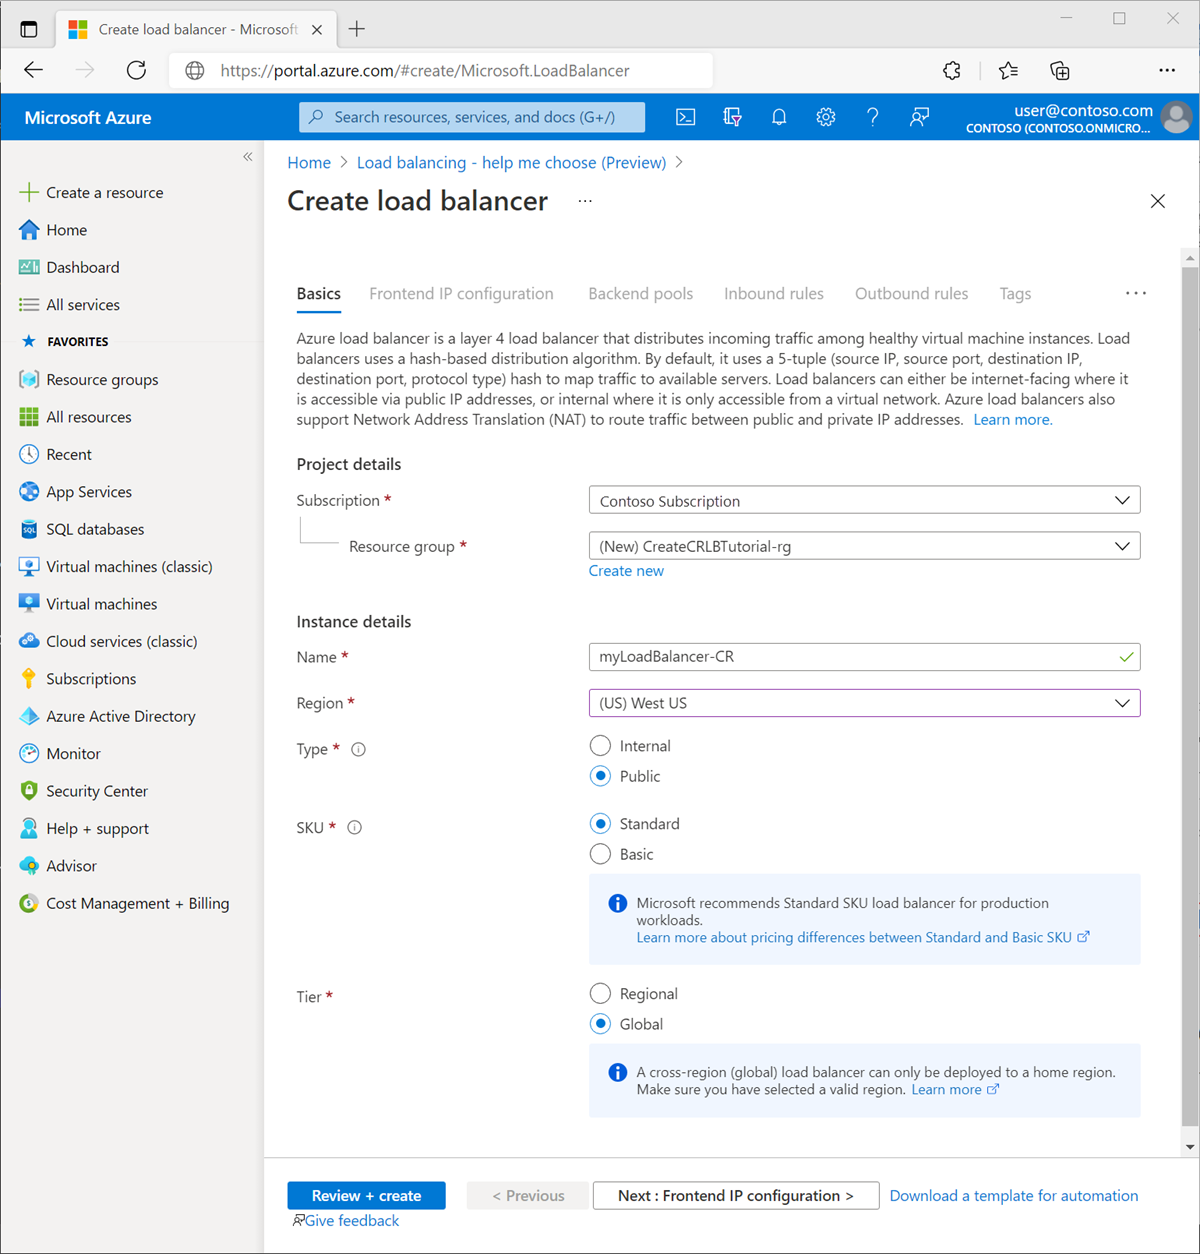 Create load balancer - Microsoft
https://portal.azure.com/#create/Microsoft.LoadBalancer
Microsoft Azure
Search resources, services, and docs (G+/)
user@contoso.com
CONTOSO (CONTOSO.ONMICRO...
Create a resource
Home
Dashboard
All services
FAVORITES
Resource groups
All resources
Recent
App Services
SQL databases
Virtual machines (classic)
Virtual machines
Cloud services (classic)
Subscriptions
Azure Active Directory
Monitor
Security Center
Help + support
Advisor
Cost Management + Billing
Home > Load balancing - help me choose (Preview) >
Create load balancer ...
Basics Frontend IP configuration Backend pools Inbound rules Outbound rules Tags ...
Azure load balancer is a layer 4 load balancer that distributes incoming traffic among healthy virtual machine instances. Load
balancers uses a hash-based distribution algorithm. By default, it uses a 5-tuple (source IP, source port, destination IP,
destination port, protocol type) hash to map traffic to available servers. Load balancers can either be internet-facing where it
is accessible via public IP addresses, or internal where it is only accessible from a virtual network. Azure load balancers also
support Network Address Translation (NAT) to route traffic between public and private IP addresses. Learn more.
Project details
Subscription * Contoso Subscription
Resource group * (New) CreateCRLBTutorial-rg
Create new
Instance details
Name * myLoadBalancer-CR
Region * (US) West US
Type * Internal
Public
SKU * Standard
Basic
Microsoft recommends Standard SKU load balancer for production
workloads.
Learn more about pricing differences between Standard and Basic SKU
Tier * Regional
Global
A cross-region (global) load balancer can only be deployed to a home region.
Make sure you have selected a valid region. Learn more
Review + create < Previous Next : Frontend IP configuration > Download a template for automation
Give feedback